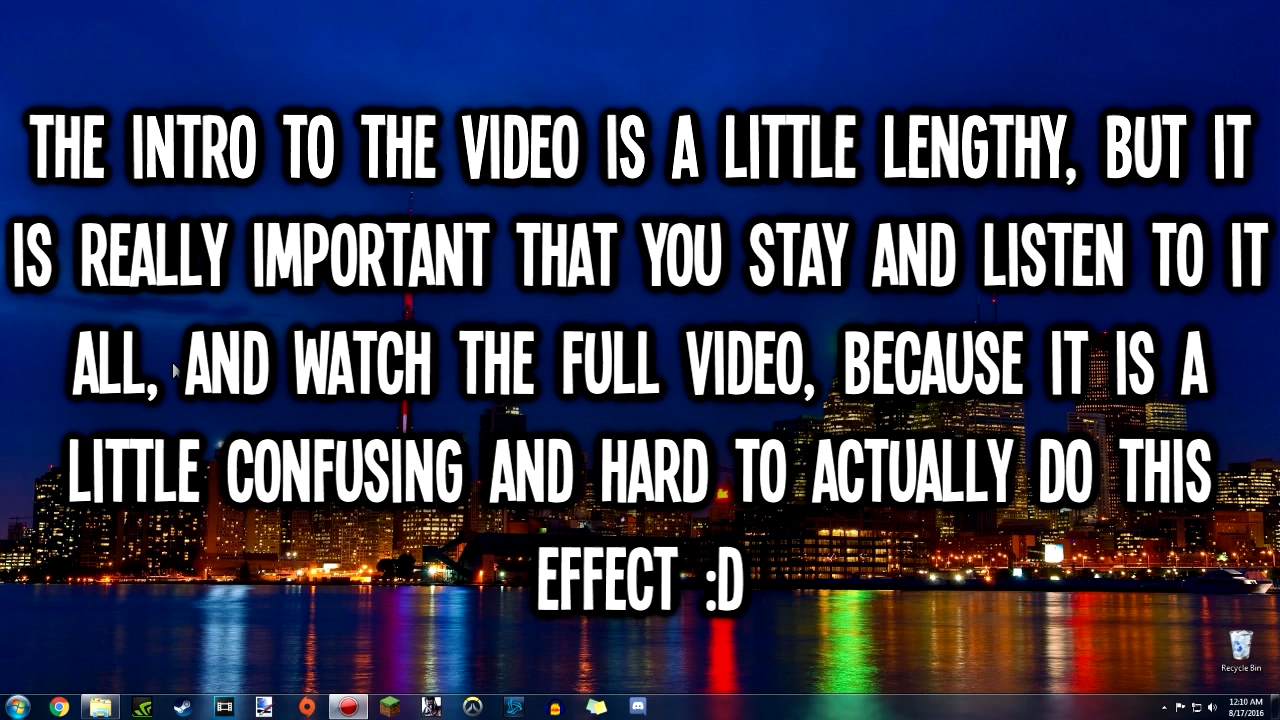 THE INTRO TO THE VIDEO IS A LITTLE LENGTHY, BUT IT
IS REALLY IMPORTANT THAT YOU STAY AND LISTEN TO IT
ALL, AND WATCH THE FULL VIDEO, BECAUSE IT IS A
LITTLE CONFUSING AND HARD TO ACTUALLY DO THIS
EFFECT :D
Recycle Bin
12:10 AM
8/17/2016